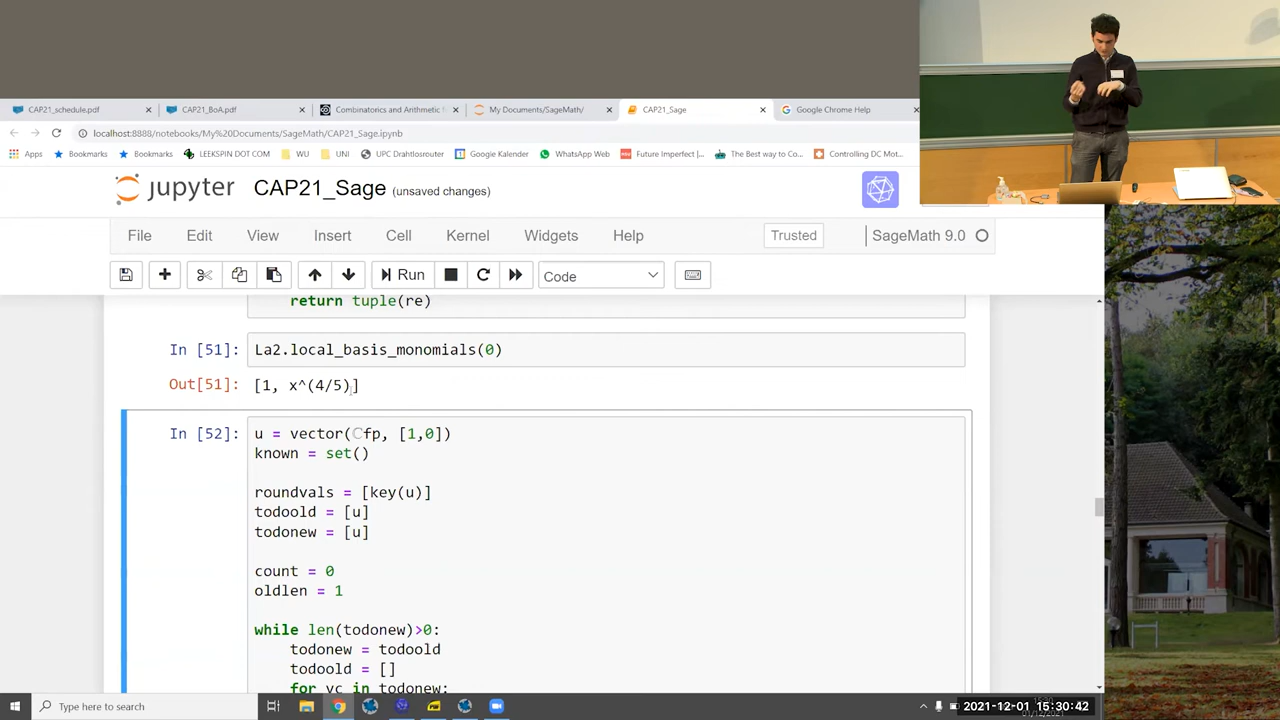 CAP21_schedule.pdf
CAP21_BoA.pdf
Combinatorics and Arithmetic
My Documents/SageMath/
CAP21_Sage
Google Chrome Help
localhost:8888/notebooks/My%20Documents/SageMath/CAP21_Sage.ipynb
Apps
Bookmarks
Bookmarks
LEEKSPIN DOT COM
WU
UNI
UPC Drahtlosrouter
Google Kalender
WhatsApp Web
Future Imperfect |...
The Best way to Co...
Controlling DC Mot...
jupyter
CAP21_Sage (unsaved changes)
File
Edit
View
Insert
Cell
Kernel
Widgets
Help
Trusted
SageMath 9.0
Run
Code
return tuple(re)
In [51]: La2.local_basis_monomials(0)
Out[51]: [1, x^(4/5)]
In [52]: u = vector(Cfp, [1,0])
known = set()
roundvals = [key(u)]
todoold = [u]
todonew = [u]
count = 0
oldlen = 1
while len(todonew)>0:
todonew = todoold
todoold = []
for vc in todonew:
Type here to search
2021-12-01 15:30:42